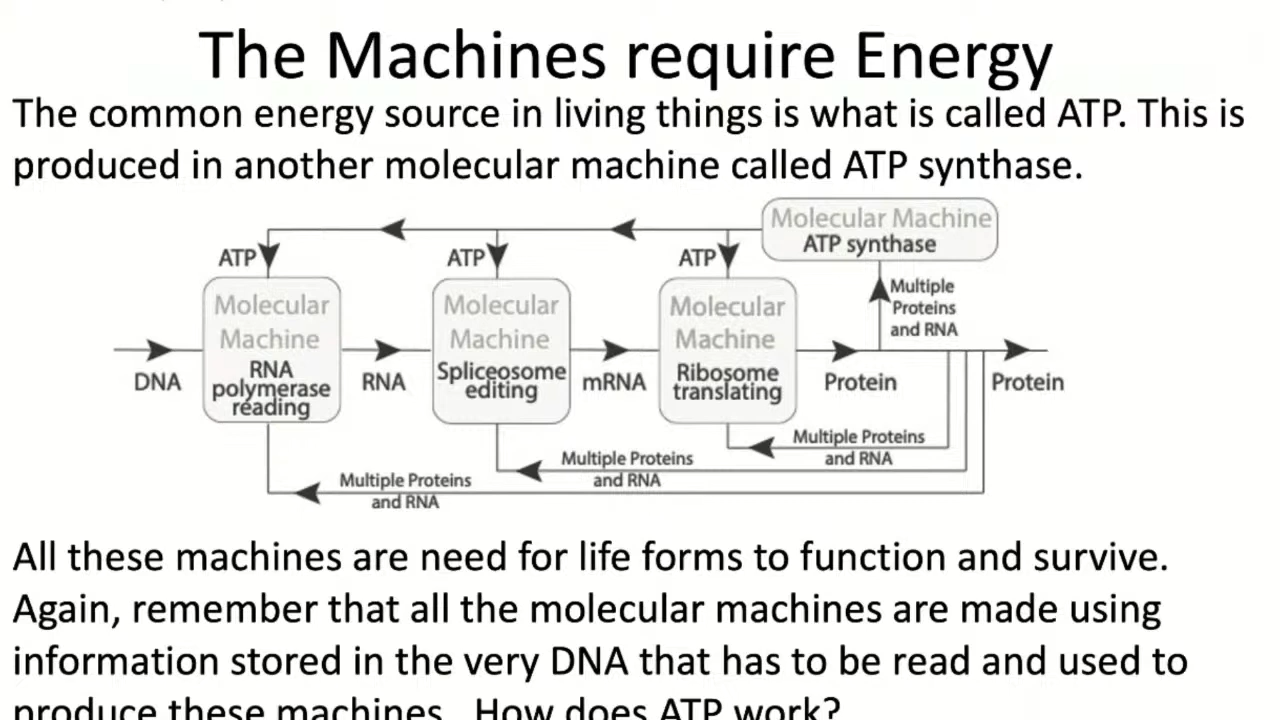 The Machines require Energy
The common energy source in living things is what is called ATP. This is
produced in another molecular machine called ATP synthase.
Molecular Machine
ATP synthase
ATP
ATP
ATP
Multiple
Proteins
and RNA
Molecular
Machine
RNA
polymerase
reading
Molecular
Machine
Spliceosome
editing
Molecular
Machine
Ribosome
translating
DNA
RNA
mRNA
Protein
Protein
Multiple Proteins
and RNA
Multiple Proteins
and RNA
Multiple Proteins
and RNA
All these machines are need for life forms to function and survive.
Again, remember that all the molecular machines are made using
information stored in the very DNA that has to be read and used to
produce these machines.  How does ATP work?